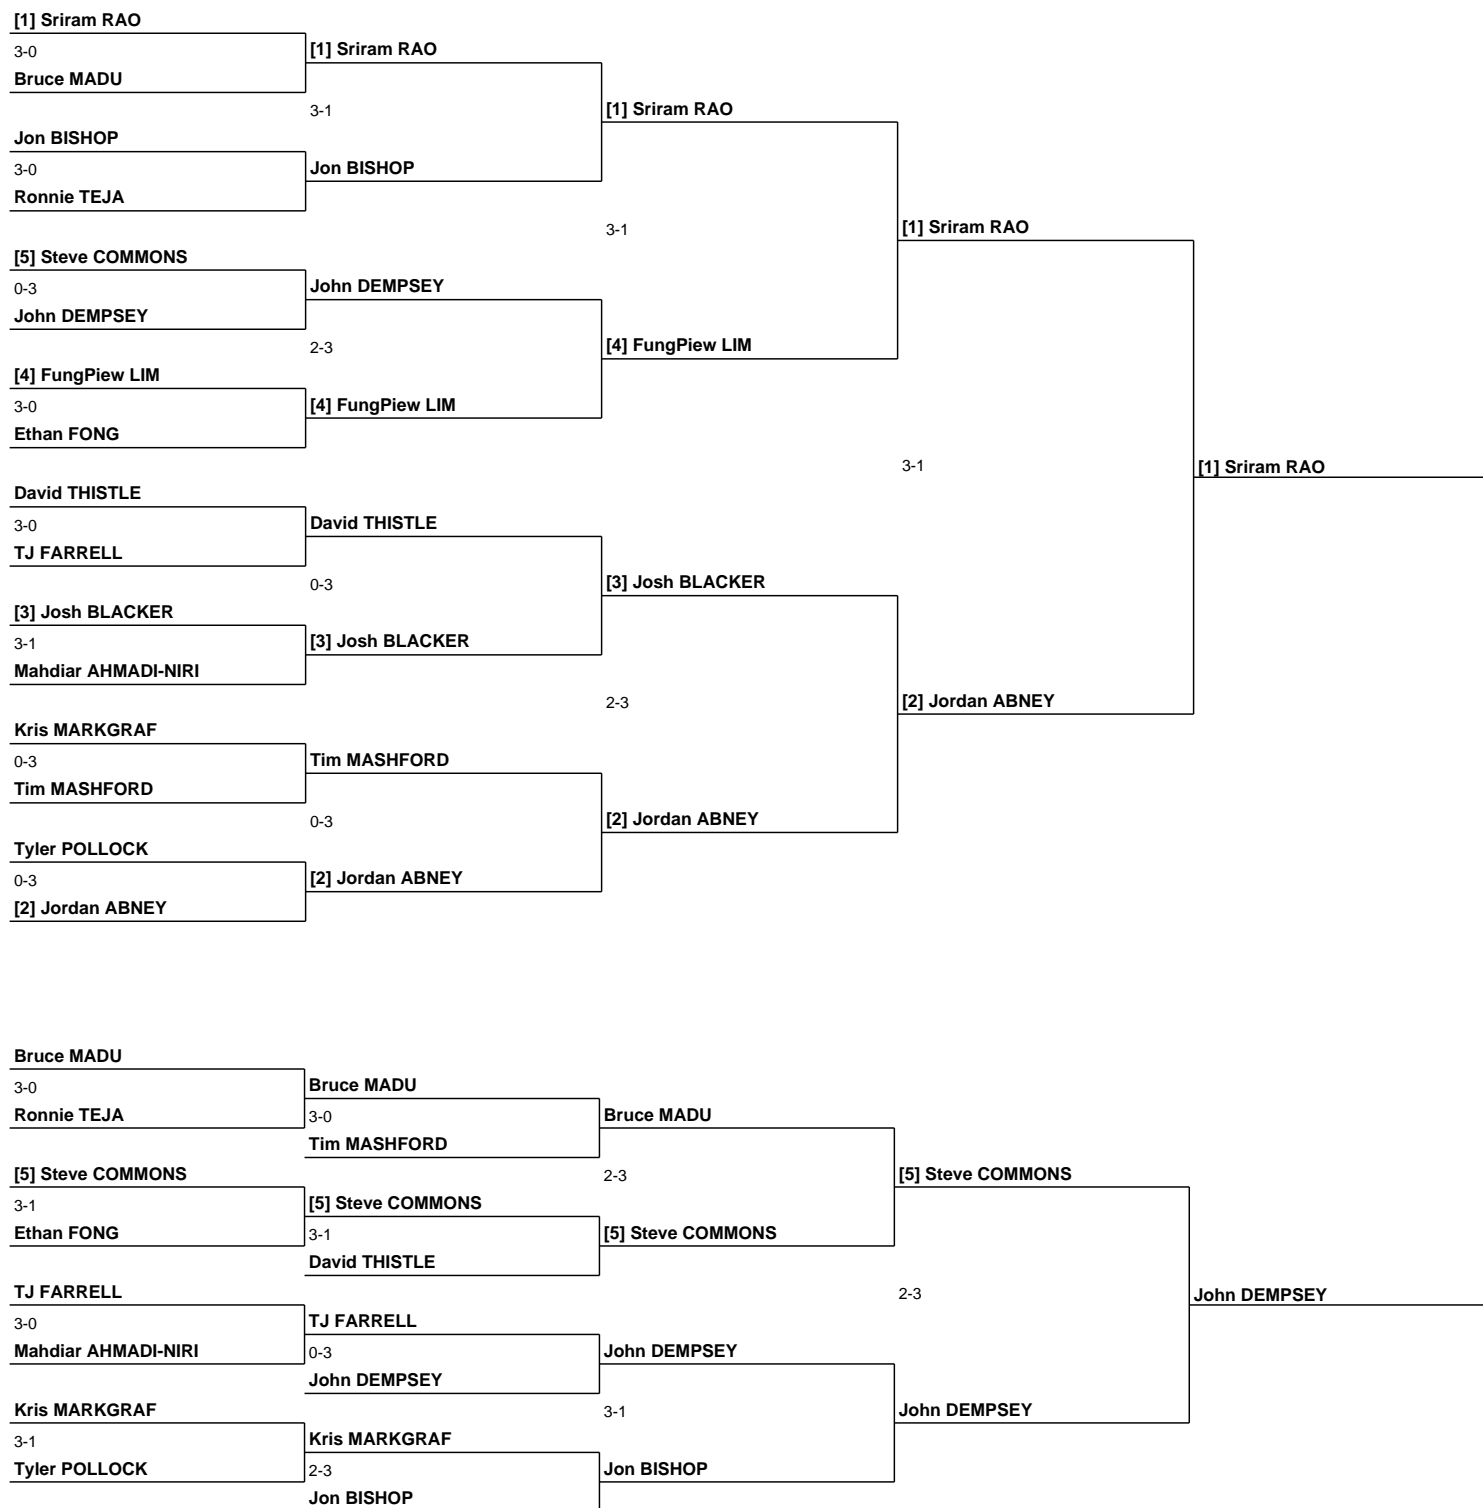 [1] Sriram RAO
3-0
[1] Sriram RAO
Bruce MADU
3-1
[1] Sriram RAO
Jon BISHOP
3-0
Jon BISHOP
Ronnie TEJA
3-1
[1] Sriram RAO
[5] Steve COMMONS
0-3
John DEMPSEY
John DEMPSEY
2-3
[4] FungPiew LIM
[4] FungPiew LIM
3-0
[4] FungPiew LIM
Ethan FONG
3-1
[1] Sriram RAO
David THISTLE
3-0
David THISTLE
TJ FARRELL
0-3
[3] Josh BLACKER
[3] Josh BLACKER
3-1
[3] Josh BLACKER
Mahdiar AHMADI-NIRI
2-3
[2] Jordan ABNEY
Kris MARKGRAF
0-3
Tim MASHFORD
Tim MASHFORD
0-3
[2] Jordan ABNEY
Tyler POLLOCK
0-3
[2] Jordan ABNEY
[2] Jordan ABNEY
Bruce MADU
3-0
Bruce MADU
Ronnie TEJA
3-0
Bruce MADU
Tim MASHFORD
2-3
[5] Steve COMMONS
[5] Steve COMMONS
3-1
[5] Steve COMMONS
Ethan FONG
3-1
[5] Steve COMMONS
David THISTLE
TJ FARRELL
2-3
John DEMPSEY
3-0
TJ FARRELL
Mahdiar AHMADI-NIRI
0-3
John DEMPSEY
John DEMPSEY
Kris MARKGRAF
3-1
John DEMPSEY
3-1
Kris MARKGRAF
Tyler POLLOCK
2-3
Jon BISHOP
Jon BISHOP